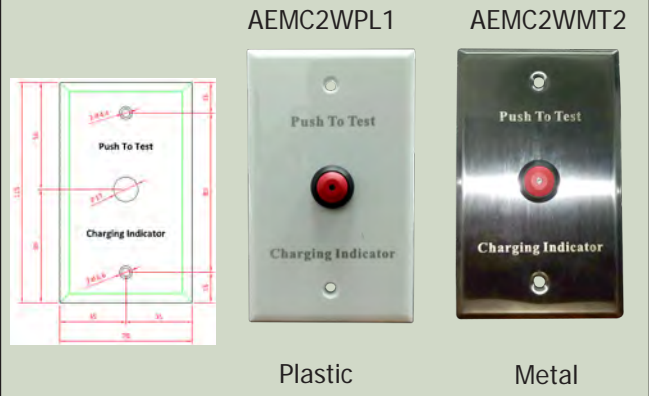 AEMC2WPL1
AEMC2WMT2
Push To Test
Charging Indicator
Push To Test
Charging Indicator
Push To Test
Charging Indicator
Plastic
Metal